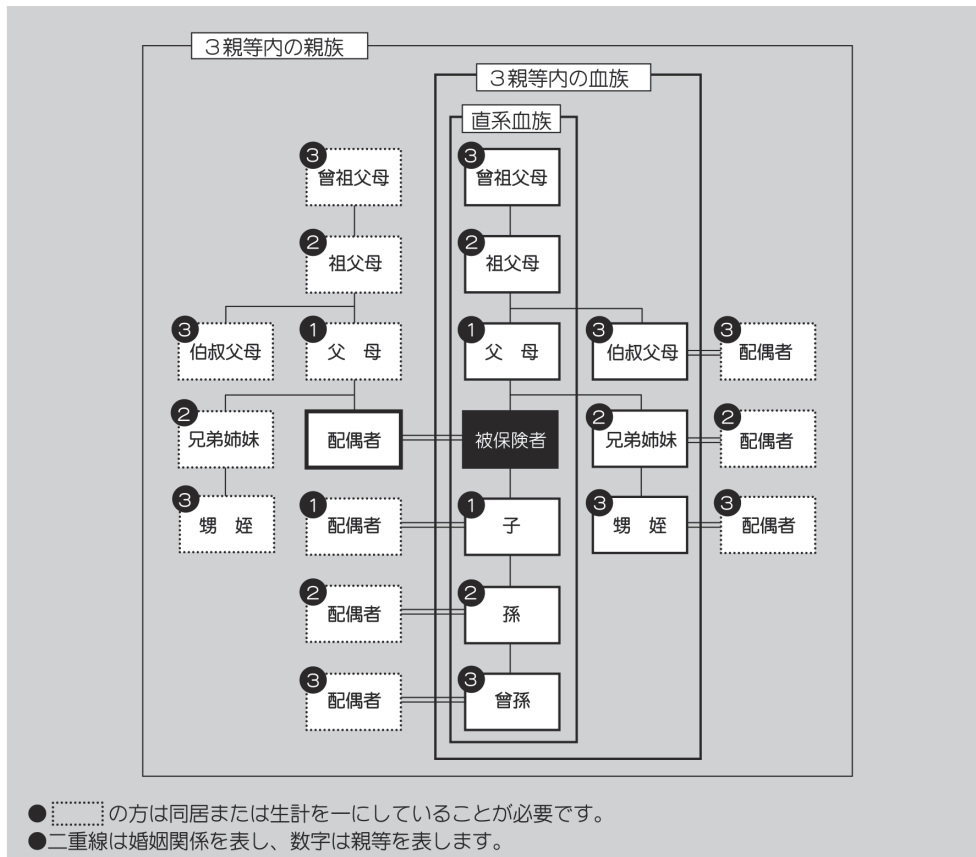 ３親等内の親族
３親等内の血族
直系血族
3 曾祖父母
3 曾祖父母
2 祖父母
2 祖父母
3 伯叔父母
1 父　母
1 父　母
3 伯叔父母
3 配偶者
2 兄弟姉妹
配偶者
被保険者
2 兄弟姉妹
2 配偶者
3 甥　姪
1 配偶者
1 子
3 甥　姪
3 配偶者
2 配偶者
2 孫
3 配偶者
3 曾孫
●の方は同居または生計を一にしていることが必要です。
●二重線は婚姻関係を表し、数字は親等を表します。